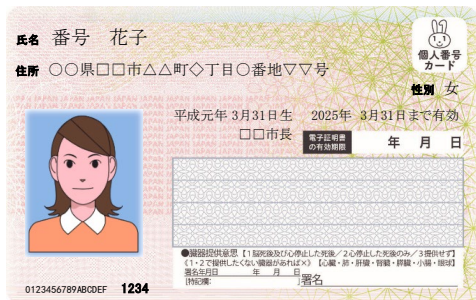 氏名 番号 花子
個人番号
カード
住所 ○○県□□市△△町◇丁目○番地▽▽号
性別 女
平成元年 3月31日生 2025年 3月31日まで有効
□□市長
電子証明書
の有効期限
年 月 日
●臓器提供意思【1脳死後及び心停止した死後/2心停止した死後のみ/3提供せず】
《1・2で提供したくない臓器があれば×》【心臓・肺・肝臓・腎臓・膵臓・小腸・眼球】
署名年月日 年 月 日
[特記欄: ]署名
0123456789ABCDEF 1234